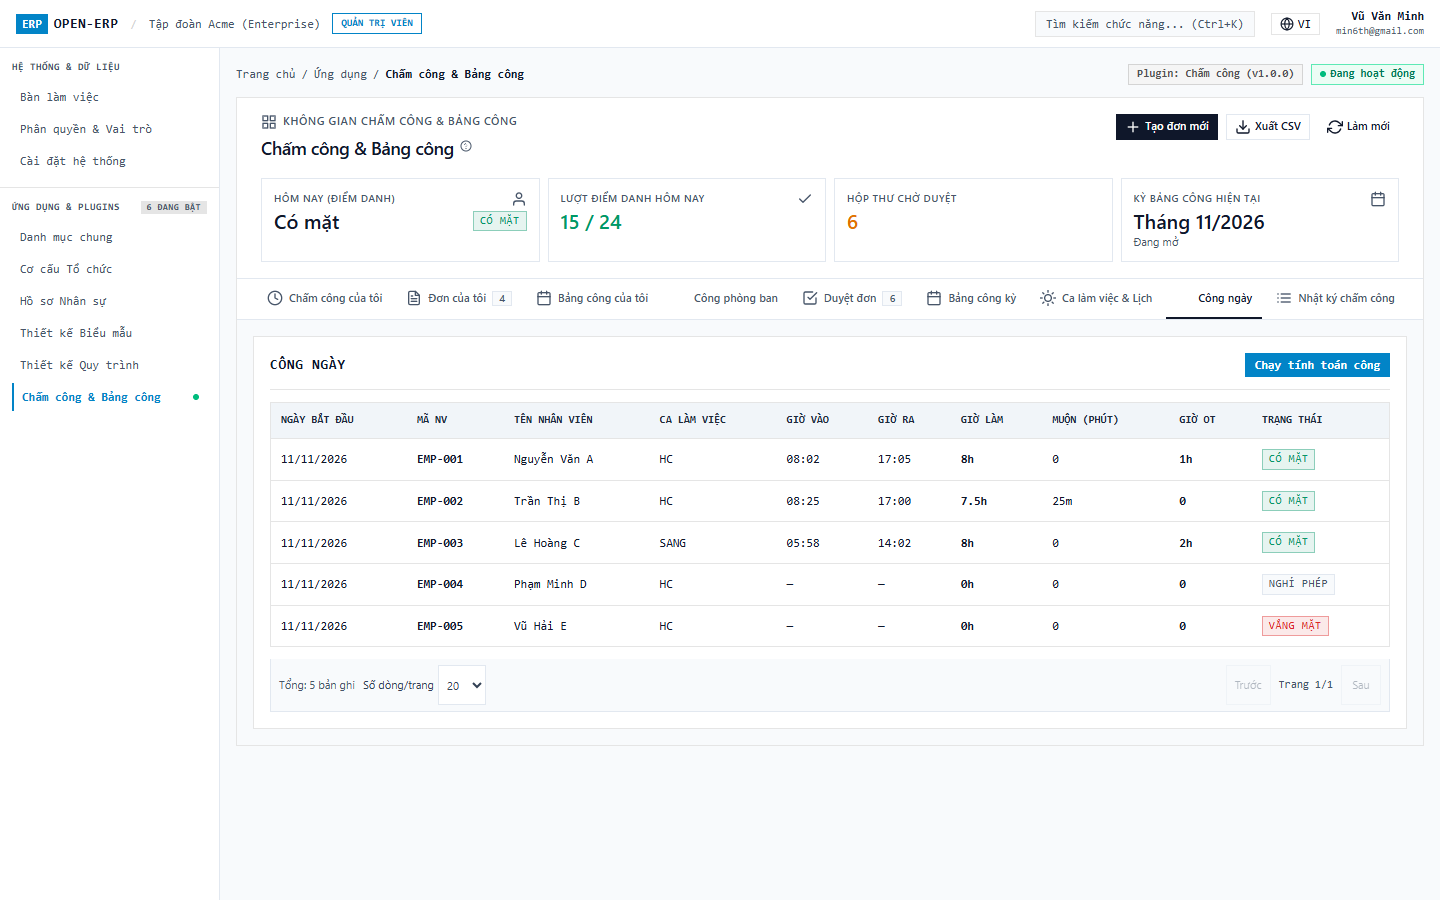 ERP OPEN-ERP / Tập đoàn Acme (Enterprise) QUẢN TRỊ VIÊN
Tìm kiếm chức năng... (Ctrl+K)
VI
Vũ Văn Minh
min6th@gmail.com
HỆ THỐNG & DỮ LIỆU
Bàn làm việc
Phân quyền & Vai trò
Cài đặt hệ thống
ỨNG DỤNG & PLUGINS 6 ĐANG BẬT
Danh mục chung
Cơ cấu Tổ chức
Hồ sơ Nhân sự
Thiết kế Biểu mẫu
Thiết kế Quy trình
Chấm công & Bảng công
Trang chủ / Ứng dụng / Chấm công & Bảng công
Plugin: Chấm công (v1.0.0) Đang hoạt động
KHÔNG GIAN CHẤM CÔNG & BẢNG CÔNG
Chấm công & Bảng công
Tạo đơn mới Xuất CSV Làm mới
HÔM NAY (ĐIỂM DANH)
Có mặt CÓ MẶT
LƯỢT ĐIỂM DANH HÔM NAY
15 / 24
HỘP THƯ CHỜ DUYỆT
6
KỲ BẢNG CÔNG HIỆN TẠI
Tháng 11/2026
Đang mở
Chấm công của tôi Đơn của tôi 4 Bảng công của tôi Công phòng ban Duyệt đơn 6 Bảng công kỳ Ca làm việc & Lịch Công ngày Nhật ký chấm công
CÔNG NGÀY Chạy tính toán công
NGÀY BẮT ĐẦU MÃ NV TÊN NHÂN VIÊN CA LÀM VIỆC GIỜ VÀO GIỜ RA GIỜ LÀM MUỘN (PHÚT) GIỜ OT TRẠNG THÁI
11/11/2026 EMP-001 Nguyễn Văn A HC 08:02 17:05 8h 0 1h CÓ MẶT
11/11/2026 EMP-002 Trần Thị B HC 08:25 17:00 7.5h 25m 0 CÓ MẶT
11/11/2026 EMP-003 Lê Hoàng C SANG 05:58 14:02 8h 0 2h CÓ MẶT
11/11/2026 EMP-004 Phạm Minh D HC — — 0h 0 0 NGHỈ PHÉP
11/11/2026 EMP-005 Vũ Hải E HC — — 0h 0 0 VẮNG MẶT
Tổng: 5 bản ghi Số dòng/trang 20 Trước Trang 1/1 Sau